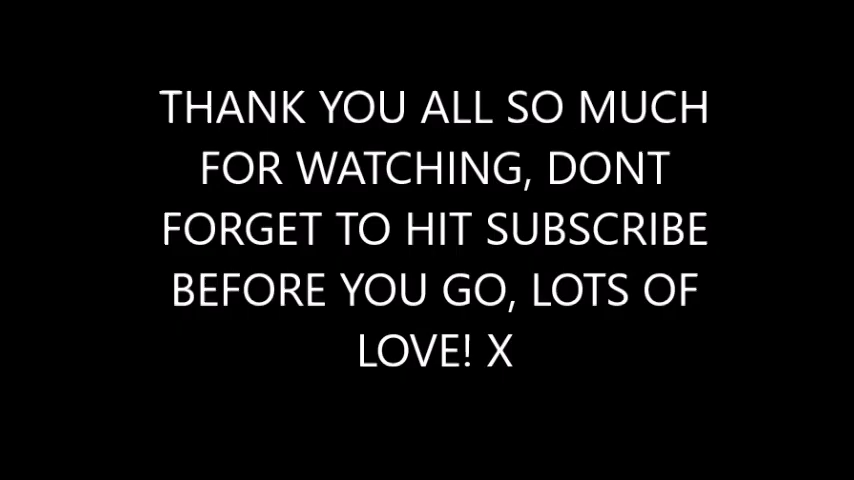 THANK YOU ALL SO MUCH
FOR WATCHING, DONT
FORGET TO HIT SUBSCRIBE
BEFORE YOU GO, LOTS OF
LOVE! X